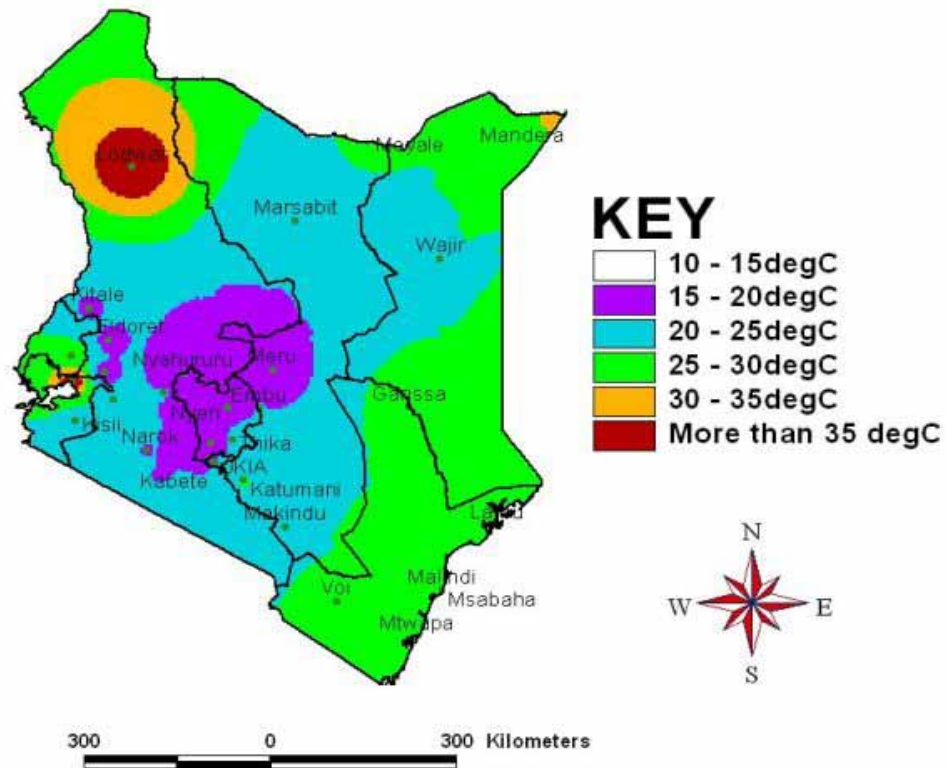 Lodwar
Moyale
Mandera
Marsabit
Wajir
Kitale
Eldoret
Nyahururu
Meru
Garissa
Embu
Nyeri
Kisii
Narok
Thika
JKIA
Kabete
Katumani
Makindu
Lamu
Voi
Malindi
Msabaha
Mtwapa
KEY
10 - 15degC
15 - 20degC
20 - 25degC
25 - 30degC
30 - 35degC
More than 35 degC
N
W E
S
300 0 300 Kilometers